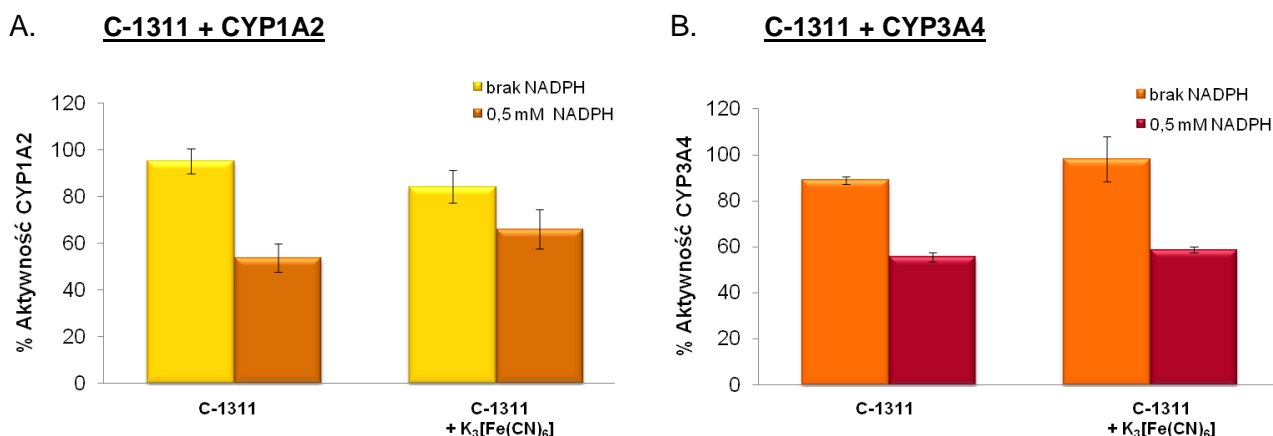 A. C-1311 + CYP1A2
brak NADPH
0,5 mM NADPH
% Aktywność CYP1A2
120
100
80
60
40
20
0
C-1311
C-1311
+ K₃[Fe(CN)₆]
B. C-1311 + CYP3A4
brak NADPH
0,5 mM NADPH
% Aktywność CYP3A4
120
100
80
60
40
20
0
C-1311
C-1311
+ K₃[Fe(CN)₆]